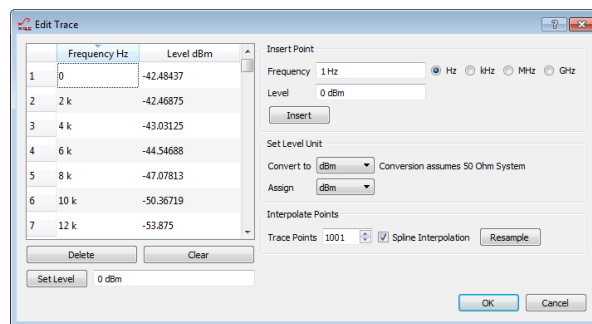 Edit Trace
Frequency Hz Level dBm
1 0 -42.48437
2 2 k -42.46875
3 4 k -43.03125
4 6 k -44.54688
5 8 k -47.07813
6 10 k -50.36719
7 12 k -53.875
Delete Clear
Set Level 0 dBm
Insert Point
Frequency 1 Hz Hz kHz MHz GHz
Level 0 dBm
Insert
Set Level Unit
Convert to dBm Conversion assumes 50 Ohm System
Assign dBm
Interpolate Points
Trace Points 1001 Spline Interpolation Resample
OK Cancel